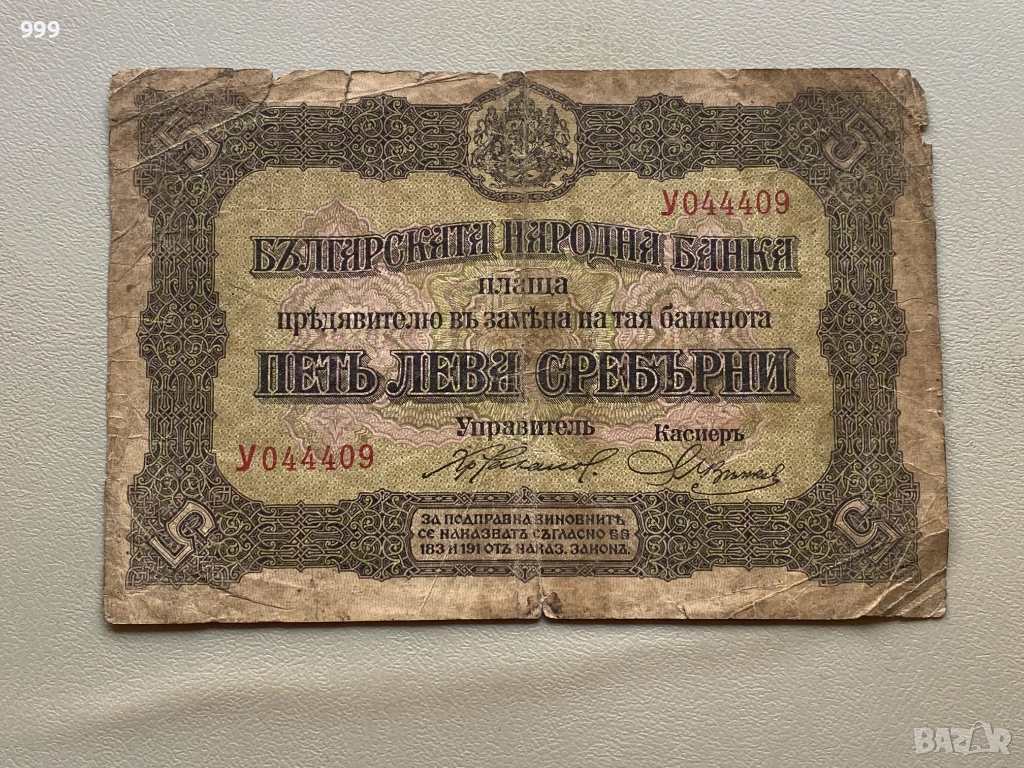 999
5 5
У044409
БЪЛГАРСКАТА НАРОДНА БАНКА
плаща
прѣдявителю въ замѣна на тая банкнота
ПЕТЬ ЛЕВА СРЕБЪРНИ
Управитель Касиеръ
У044409
ЗА ПОДПРАВКА ВИНОВНИТѢ
СЕ НАКАЗВАТЪ СЪГЛАСНО §§
183 И 191 ОТЪ НАКАЗ. ЗАКОНЪ.
5 5
BAZAR